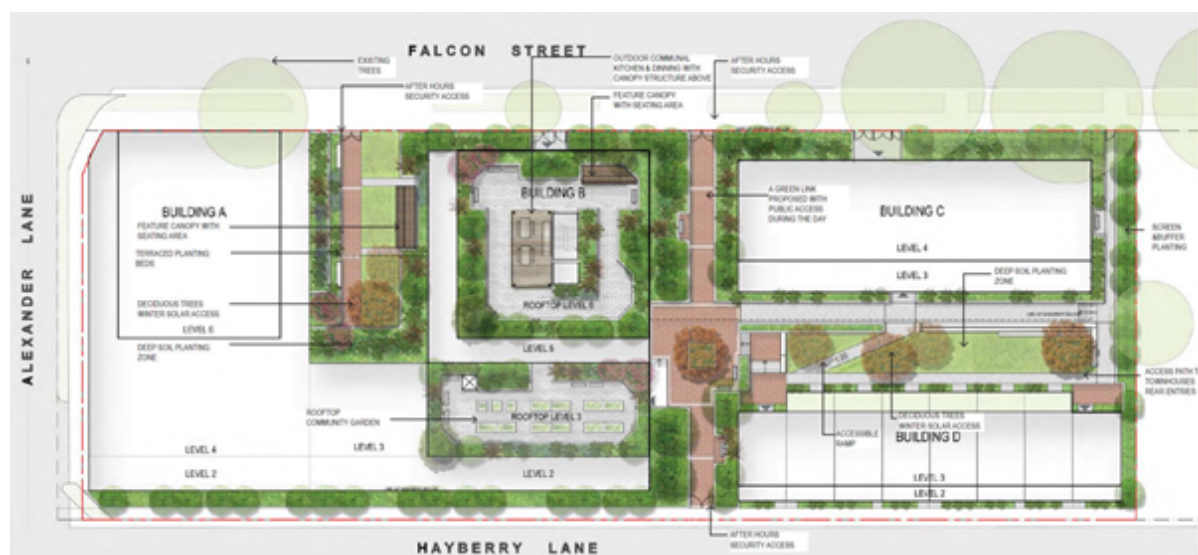 FALCON STREET
EXISTING
TREES
AFTER HOURS
SECURITY ACCESS
OUTDOOR COMMUNAL
KITCHEN & DINNING WITH
CANOPY STRUCTURE ABOVE
FEATURE CANOPY
WITH SEATING AREA
AFTER HOURS
SECURITY ACCESS
ALEXANDER LANE
BUILDING A
FEATURE CANOPY WITH
SEATING AREA
TERRACED PLANTING
BEDS
DECIDUOUS TREES
WINTER SOLAR ACCESS
LEVEL 6
DEEP SOIL PLANTING
ZONE
BUILDING B
ROOFTOP LEVEL 6
LEVEL 5
A GREEN LINK
PROPOSED WITH
PUBLIC ACCESS
DURING THE DAY
BUILDING C
LEVEL 4
LEVEL 3
SCREEN
&BUFFER
PLANTING
DEEP SOIL PLANTING
ZONE
ACCESS PATH T
TOWNHOUSES
REAR ENTRIES
ROOFTOP
COMMUNITY GARDEN
ROOFTOP LEVEL 3
LEVEL 4
LEVEL 3
LEVEL 2
LEVEL 2
1:20
ACCESSIBLE
RAMP
DECIDUOUS TREES
WINTER SOLAR ACCESS
BUILDING D
LEVEL 3
LEVEL 2
AFTER HOURS
SECURITY ACCESS
HAYBERRY LANE